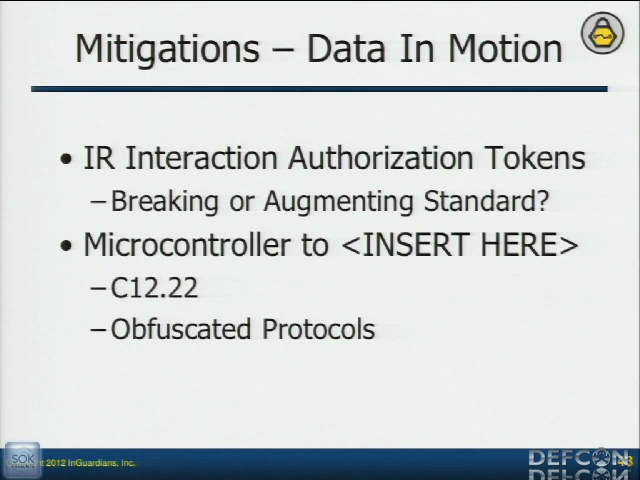 Mitigations – Data In Motion
• IR Interaction Authorization Tokens
–Breaking or Augmenting Standard?
• Microcontroller to <INSERT HERE>
–C12.22
–Obfuscated Protocols
SOK
2012 InGuardians, Inc.
DEFCON